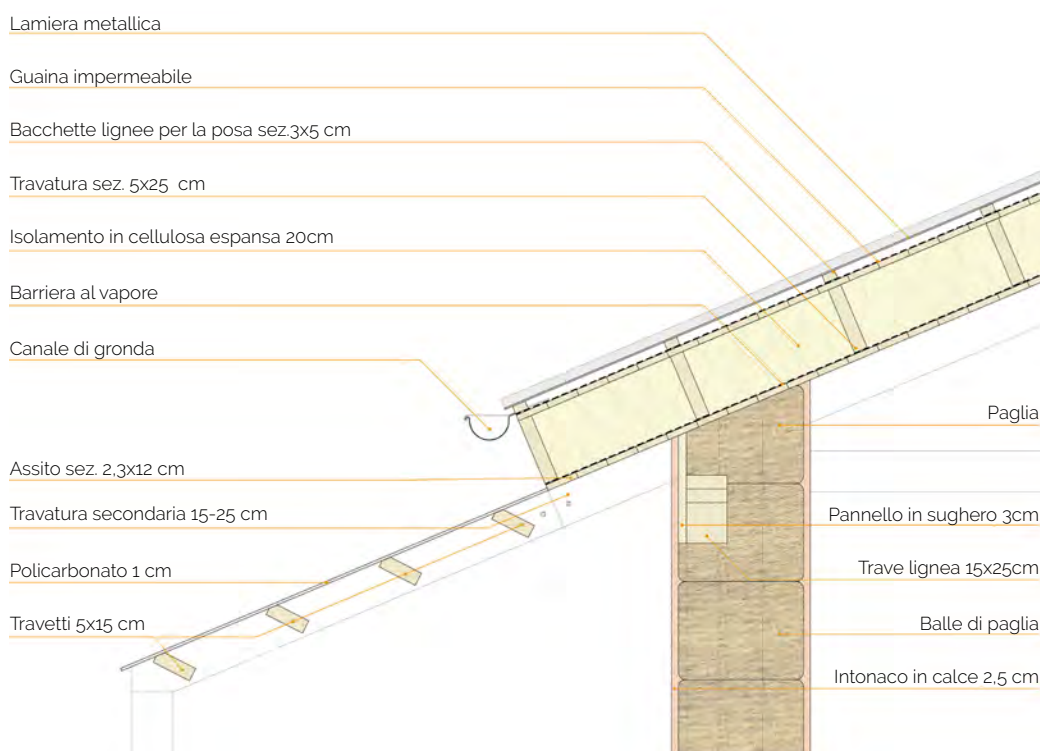 Lamiera metallica
Guaina impermeabile
Bacchette lignee per la posa sez.3x5 cm
Travatura sez. 5x25 cm
Isolamento in cellulosa espansa 20cm
Barriera al vapore
Canale di gronda
Assito sez. 2,3x12 cm
Travatura secondaria 15-25 cm
Policarbonato 1 cm
Travetti 5x15 cm
Paglia
Pannello in sughero 3cm
Trave lignea 15x25cm
Balle di paglia
Intonaco in calce 2,5 cm